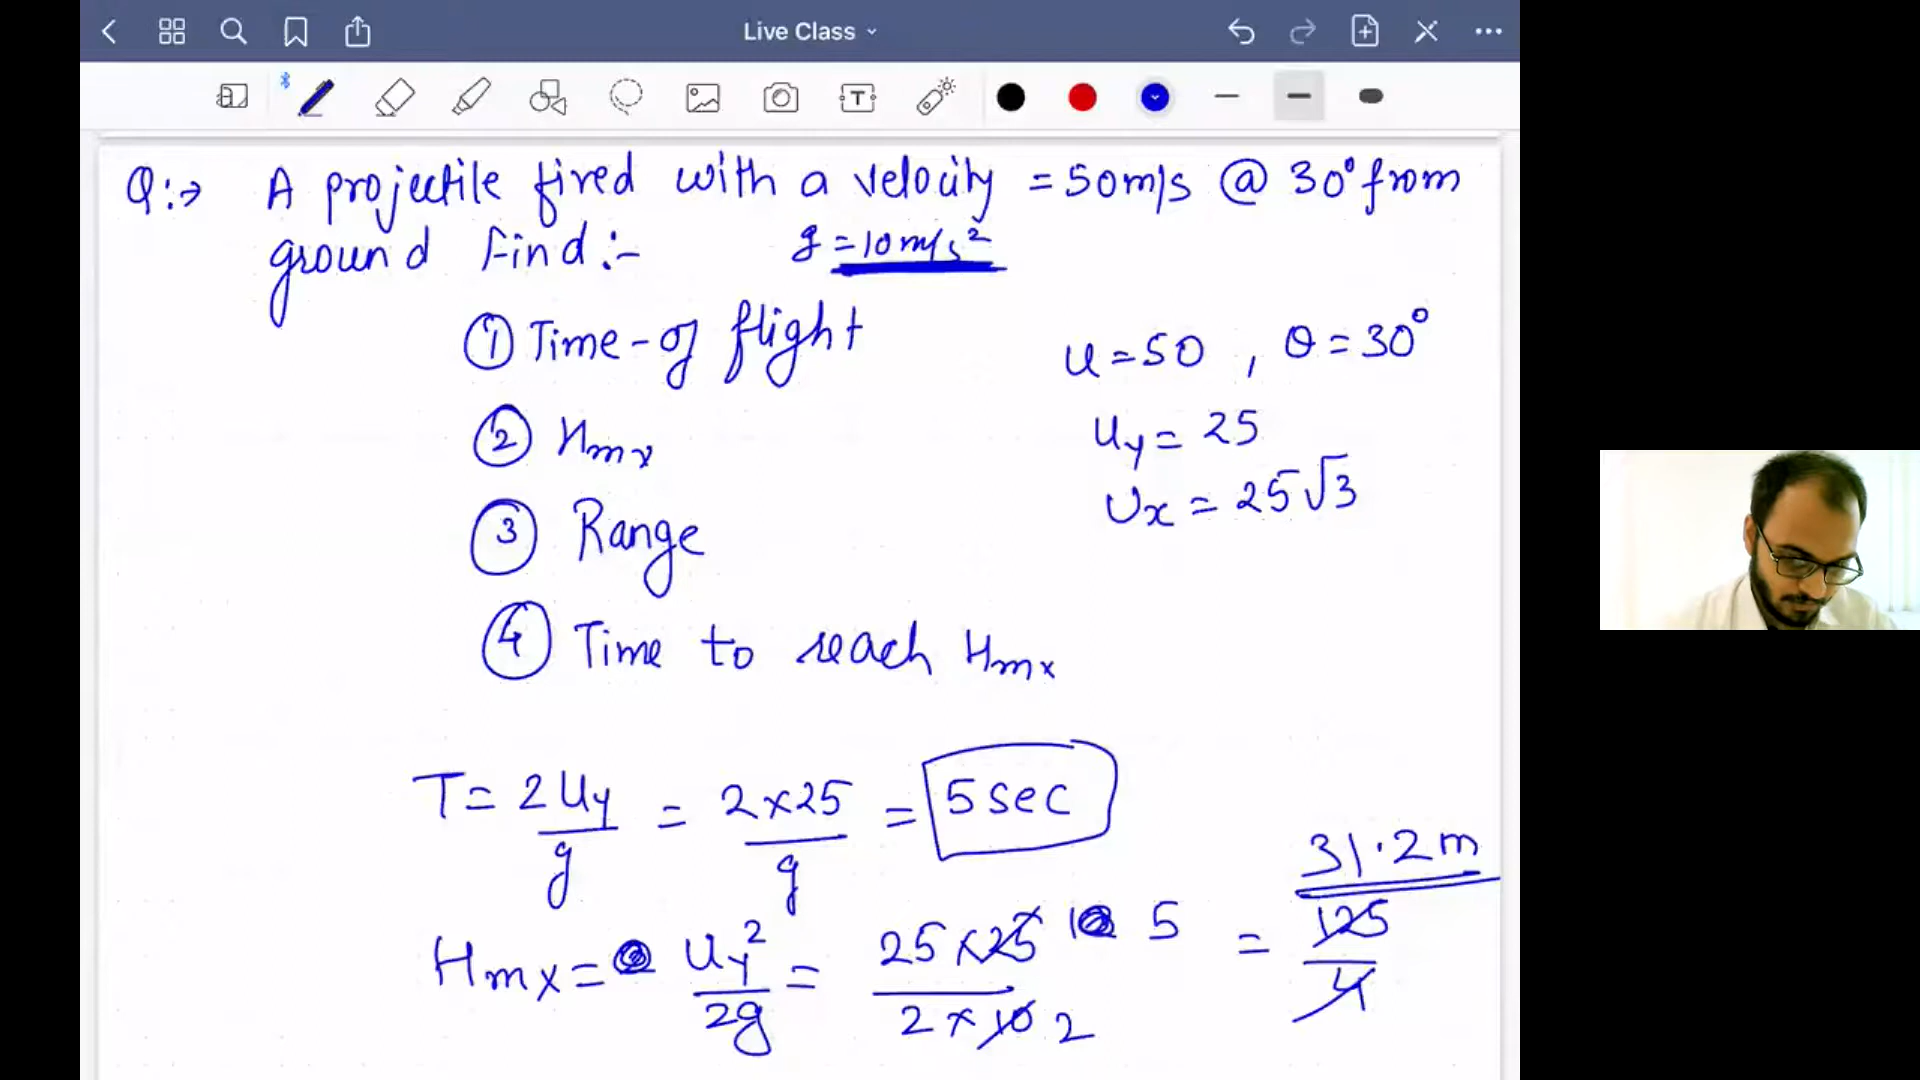 Live Class
Q:→ A projectile fired with a velocity = 50m/s @ 30° from
ground find:- g = 10m/s²
① Time-of flight
u = 50 , θ = 30°
② Hmx
uy = 25
Ux = 25√3
③ Range
④ Time to reach Hmx
T = 2Uy/g = 2×25/g = 5 sec
31.2m
Hmx = Uy²/2g = 25×25/2×10 5 2 = 125/4